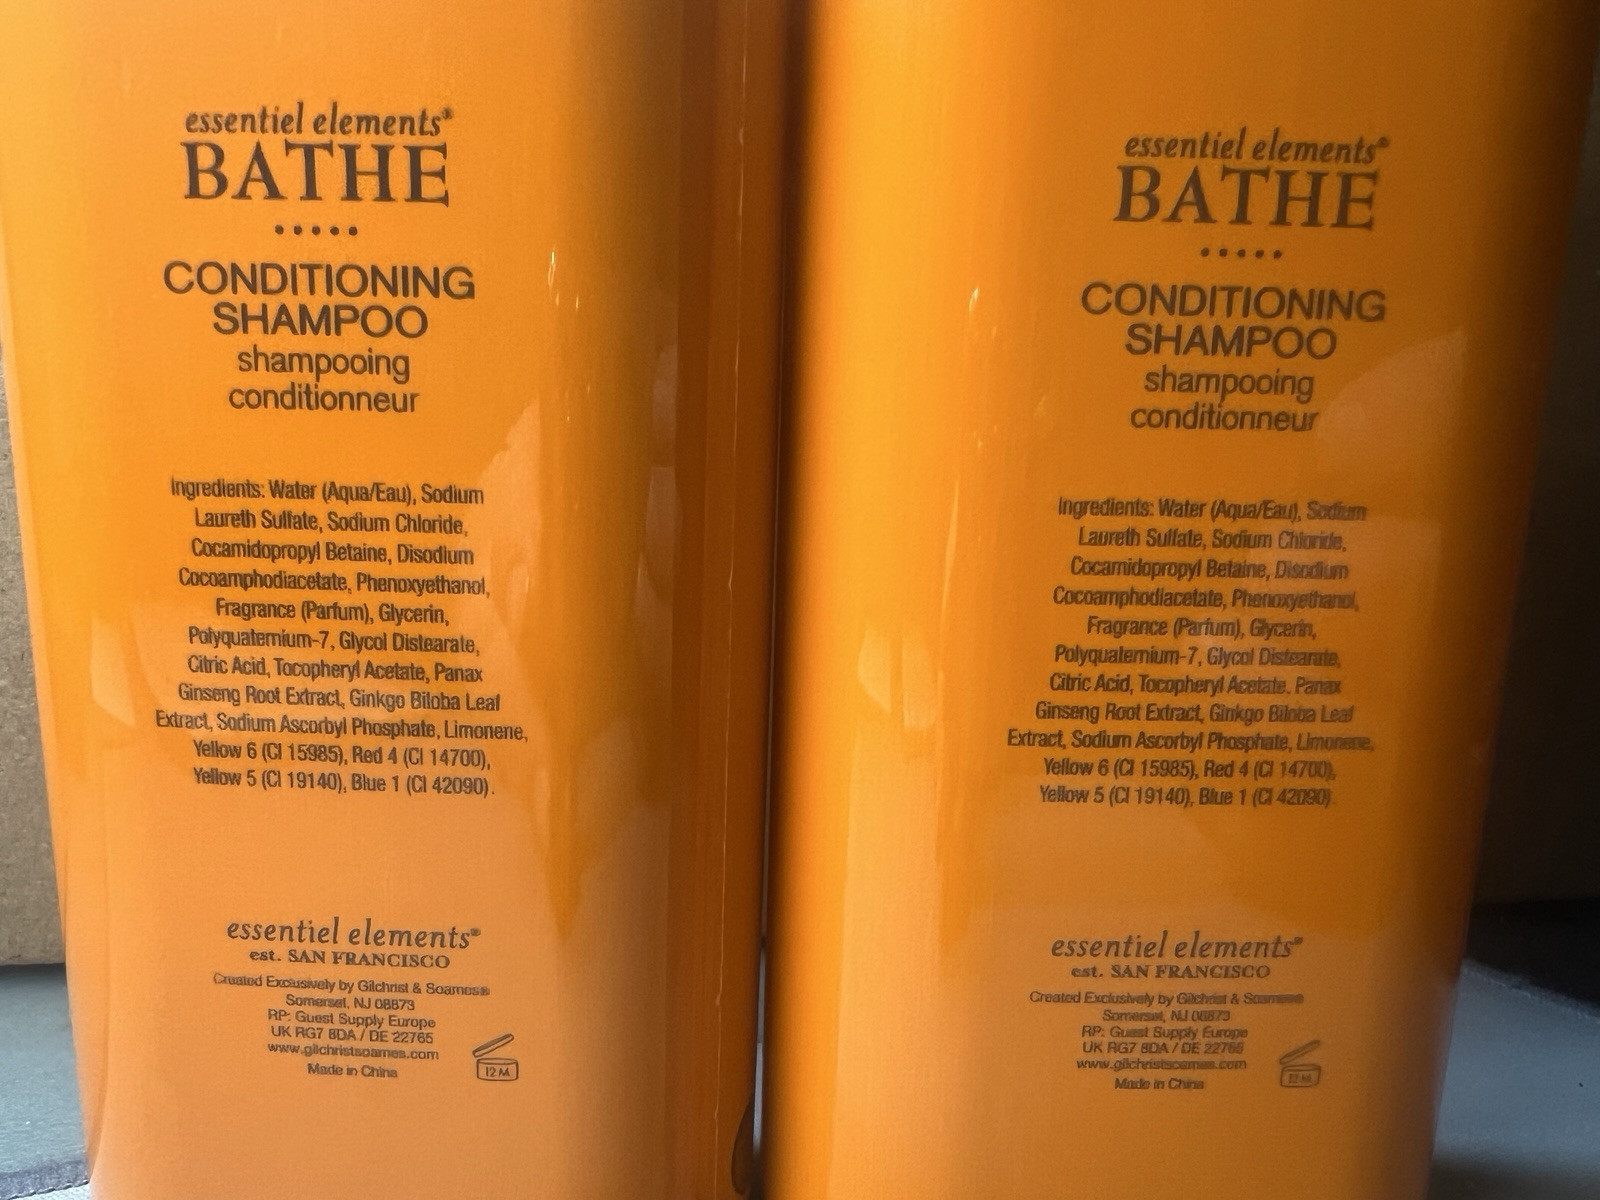 essentiel elements®
BATHE
•••••
CONDITIONING
SHAMPOO
shampooing
conditionneur
Ingredients: Water (Aqua/Eau), Sodium
Laureth Sulfate, Sodium Chloride,
Cocamidopropyl Betaine, Disodium
Cocoamphodiacetate, Phenoxyethanol,
Fragrance (Parfum), Glycerin,
Polyquaternium-7, Glycol Distearate,
Citric Acid, Tocopheryl Acetate, Panax
Ginseng Root Extract, Ginkgo Biloba Leaf
Extract, Sodium Ascorbyl Phosphate, Limonene,
Yellow 6 (CI 15985), Red 4 (CI 14700),
Yellow 5 (CI 19140), Blue 1 (CI 42090).
essentiel elements®
est. SAN FRANCISCO
Created Exclusively by Gilchrist & Soames®
Somerset, NJ 08873
RP: Guest Supply Europe
UK RG7 8DA / DE 22765
www.gilchristsoames.com
Made in China
12 M
essentiel elements®
BATHE
•••••
CONDITIONING
SHAMPOO
shampooing
conditionneur
Ingredients: Water (Aqua/Eau), Sodium
Laureth Sulfate, Sodium Chloride,
Cocamidopropyl Betaine, Disodium
Cocoamphodiacetate, Phenoxyethanol,
Fragrance (Parfum), Glycerin,
Polyquaternium-7, Glycol Distearate,
Citric Acid, Tocopheryl Acetate, Panax
Ginseng Root Extract, Ginkgo Biloba Leaf
Extract, Sodium Ascorbyl Phosphate, Limonene,
Yellow 6 (CI 15985), Red 4 (CI 14700),
Yellow 5 (CI 19140), Blue 1 (CI 42090).
essentiel elements®
est. SAN FRANCISCO
Created Exclusively by Gilchrist & Soames®
Somerset, NJ 08873
RP: Guest Supply Europe
UK RG7 8DA / DE 22765
www.gilchristsoames.com
Made in China
12 M